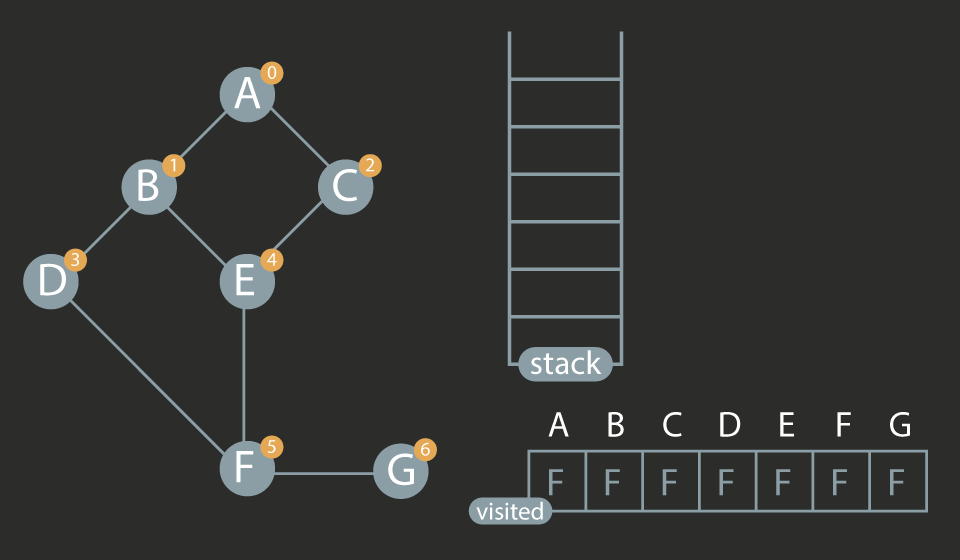 A 0
B 1
C 2
D 3
E 4
F 5
G 6
stack
A B C D E F G
F F F F F F F
visited